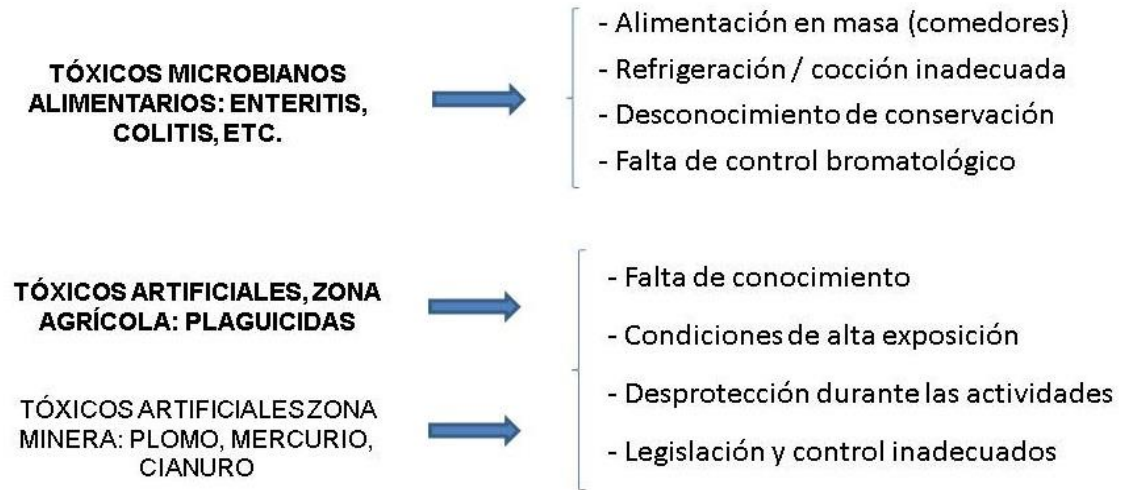 TÓXICOS MICROBIANOS
ALIMENTARIOS: ENTERITIS,
COLITIS, ETC.
- Alimentación en masa (comedores)
- Refrigeración / cocción inadecuada
- Desconocimiento de conservación
- Falta de control bromatológico
TÓXICOS ARTIFICIALES, ZONA
AGRÍCOLA: PLAGUICIDAS
TÓXICOS ARTIFICIALES ZONA
MINERA: PLOMO, MERCURIO,
CIANURO
- Falta de conocimiento
- Condiciones de alta exposición
- Desprotección durante las actividades
- Legislación y control inadecuados